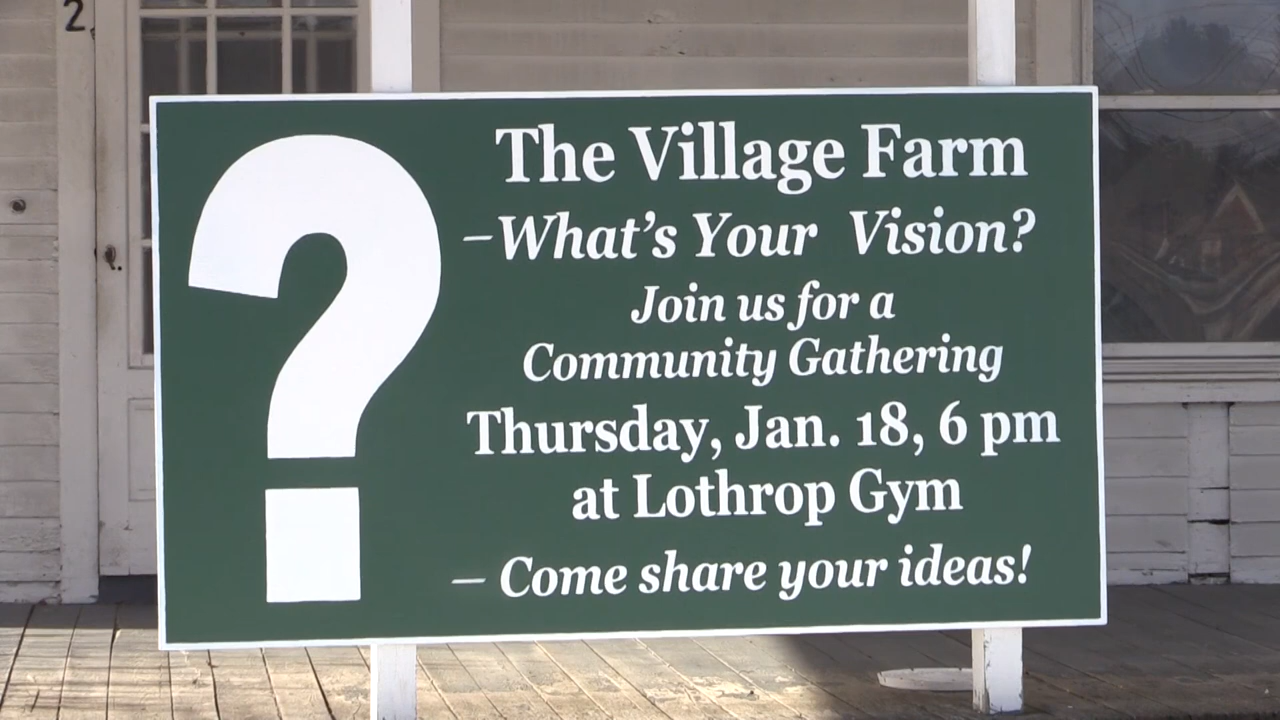 2
?
The Village Farm
–What's Your Vision?
Join us for a
Community Gathering
Thursday, Jan. 18, 6 pm
at Lothrop Gym
– Come share your ideas!